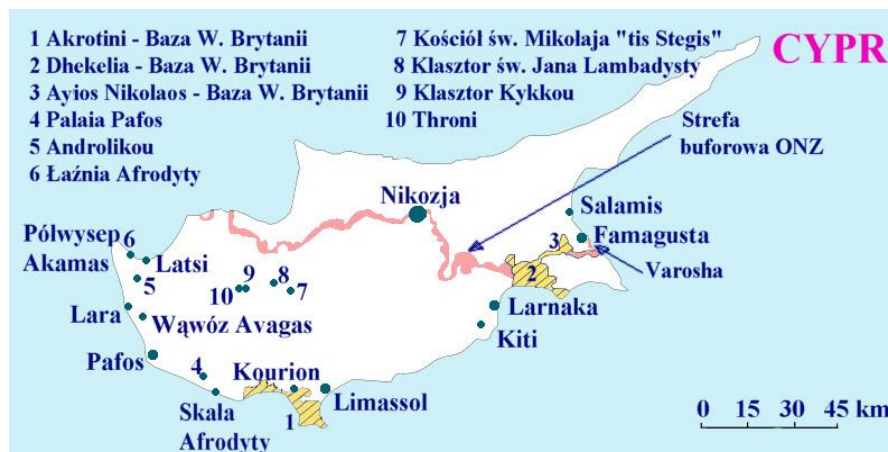 1 Akrotini - Baza W. Brytanii
2 Dhekelia - Baza W. Brytanii
3 Ayios Nikolaos - Baza W. Brytanii
4 Palaia Pafos
5 Androlikou
6 Łaźnia Afrodyty
7 Kościół św. Mikołaja "tis Stegis"
8 Klasztor św. Jana Lambadysty
9 Klasztor Kykkou
10 Throni
CYPR
Strefa
buforowa ONZ
Nikozja
Salamis
Famagusta
Varosha
3
2
Półwysep
Akamas
6
Latsi
5
Lara
Wąwóz Avagas
10
9
8
7
Larnaka
Kiti
Pafos
4
Kourion
Skala
Afrodyty
1
Limassol
0 15 30 45 km